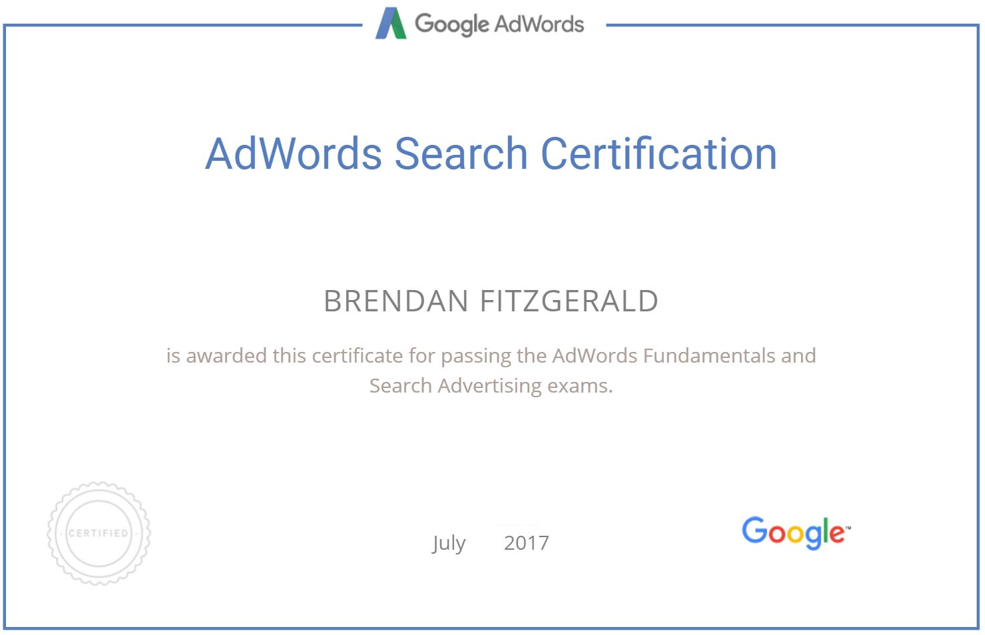 Google AdWords
AdWords Search Certification
BRENDAN FITZGERALD
is awarded this certificate for passing the AdWords Fundamentals and
Search Advertising exams.
CERTIFIED
July 2017
Google™